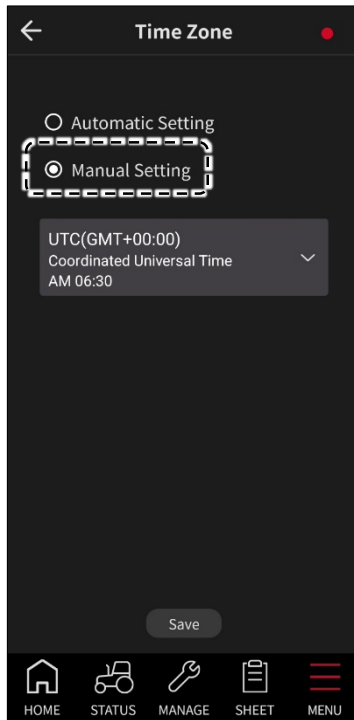 Time Zone
Automatic Setting
Manual Setting
UTC(GMT+00:00)
Coordinated Universal Time
AM 06:30
Save
HOME STATUS MANAGE SHEET MENU